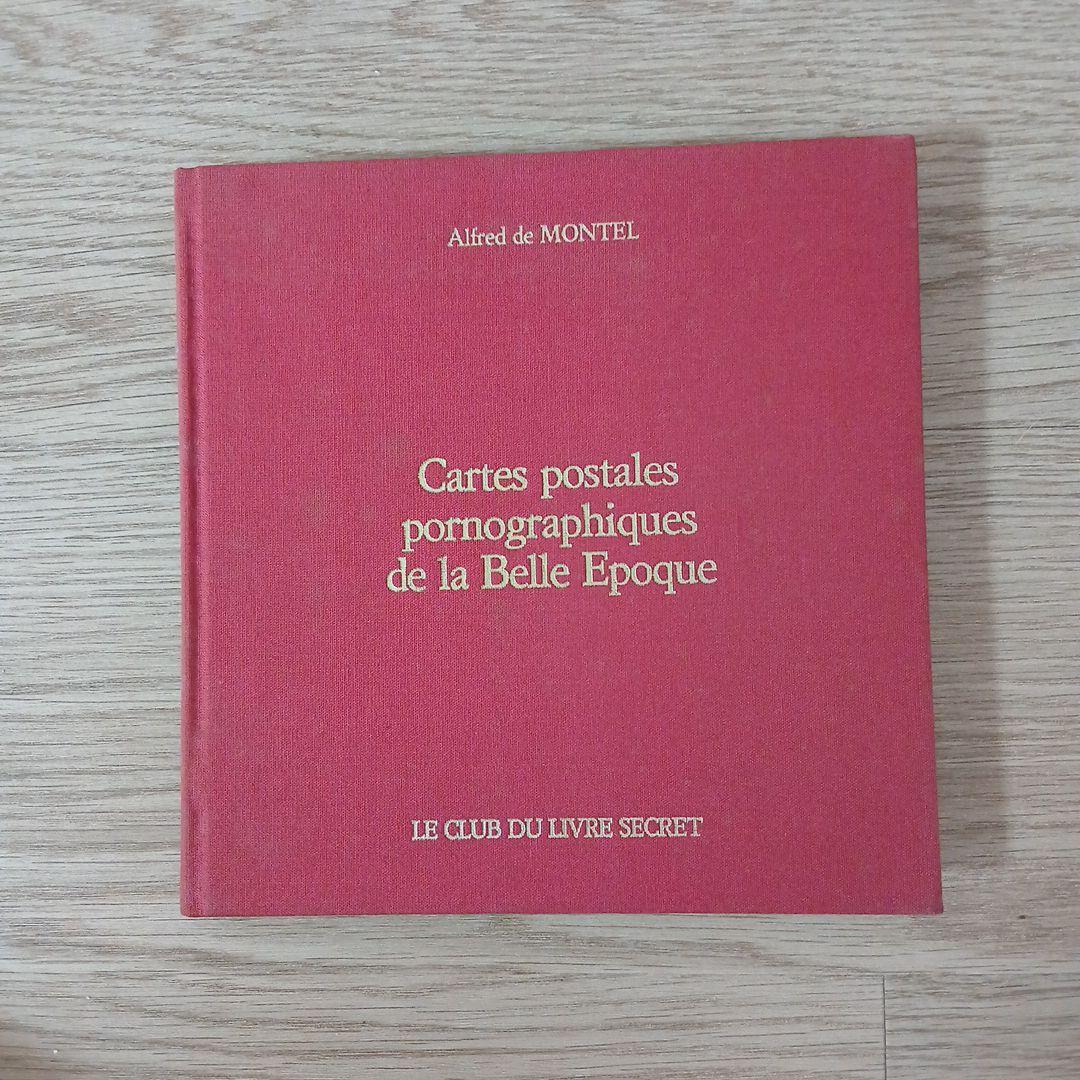 Alfred de MONTEL
Cartes postales
pornographiques
de la Belle Epoque
LE CLUB DU LIVRE SECRET